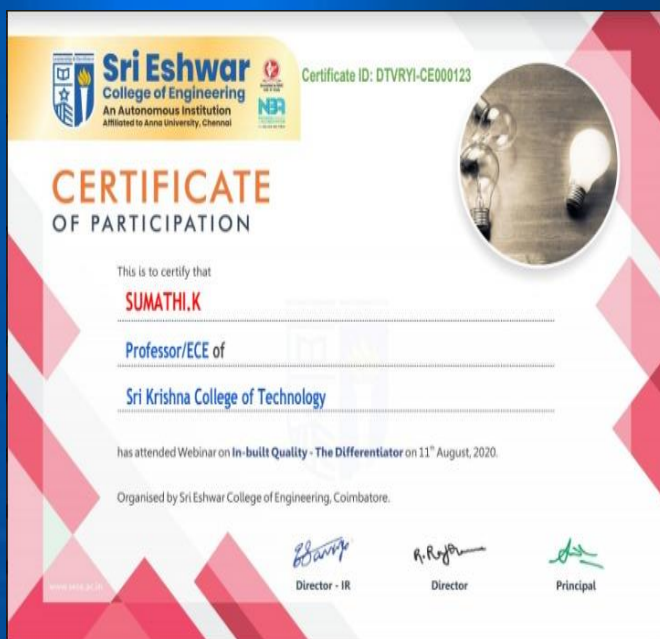 Sri Eshwar
College of Engineering
An Autonomous Institution
Affiliated to Anna University, Chennai
NBA
Certificate ID: DTVRYI-CE000123
CERTIFICATE
OF PARTICIPATION
This is to certify that
SUMATHI.K
Professor/ECE of
Sri Krishna College of Technology
has attended Webinar on In-built Quality - The Differentiator on 11th August, 2020.
Organised by Sri Eshwar College of Engineering, Coimbatore.
Director - IR
Director
Principal